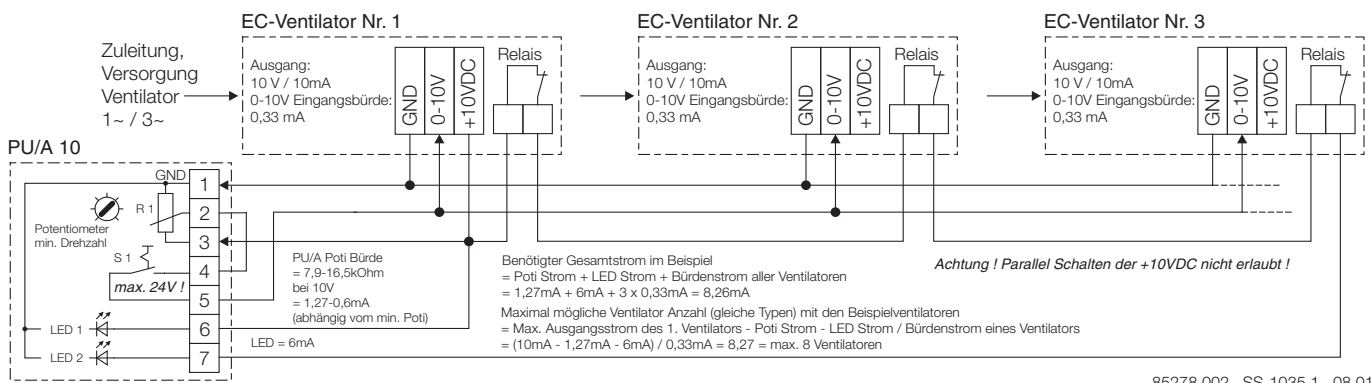 EC-Ventilator Nr. 1
EC-Ventilator Nr. 2
EC-Ventilator Nr. 3
Zuleitung,
Versorgung
Ventilator
1~ / 3~
Ausgang:
10 V / 10mA
0-10V Eingangsbürde:
0,33 mA
GND
0-10V
+10VDC
Relais
Ausgang:
10 V / 10mA
0-10V Eingangsbürde:
0,33 mA
GND
0-10V
+10VDC
Relais
Ausgang:
10 V / 10mA
0-10V Eingangsbürde:
0,33 mA
GND
0-10V
+10VDC
Relais
PU/A 10
GND
1
R 1
2
Potentiometer
min. Drehzahl
3
S 1
4
max. 24V !
5
LED 1
6
LED 2
7
PU/A Poti Bürde
= 7,9-16,5kOhm
bei 10V
= 1,27-0,6mA
(abhängig vom min. Poti)
LED = 6mA
Benötigter Gesamtstrom im Beispiel
= Poti Strom + LED Strom + Bürdenstrom aller Ventilatoren
= 1,27mA + 6mA + 3 x 0,33mA = 8,26mA
Maximal mögliche Ventilator Anzahl (gleiche Typen) mit den Beispielventilatoren
= Max. Ausgangsstrom des 1. Ventilators - Poti Strom - LED Strom / Bürdenstrom eines Ventilators
= (10mA - 1,27mA - 6mA) / 0,33mA = 8,27 = max. 8 Ventilatoren
Achtung ! Parallel Schalten der +10VDC nicht erlaubt !